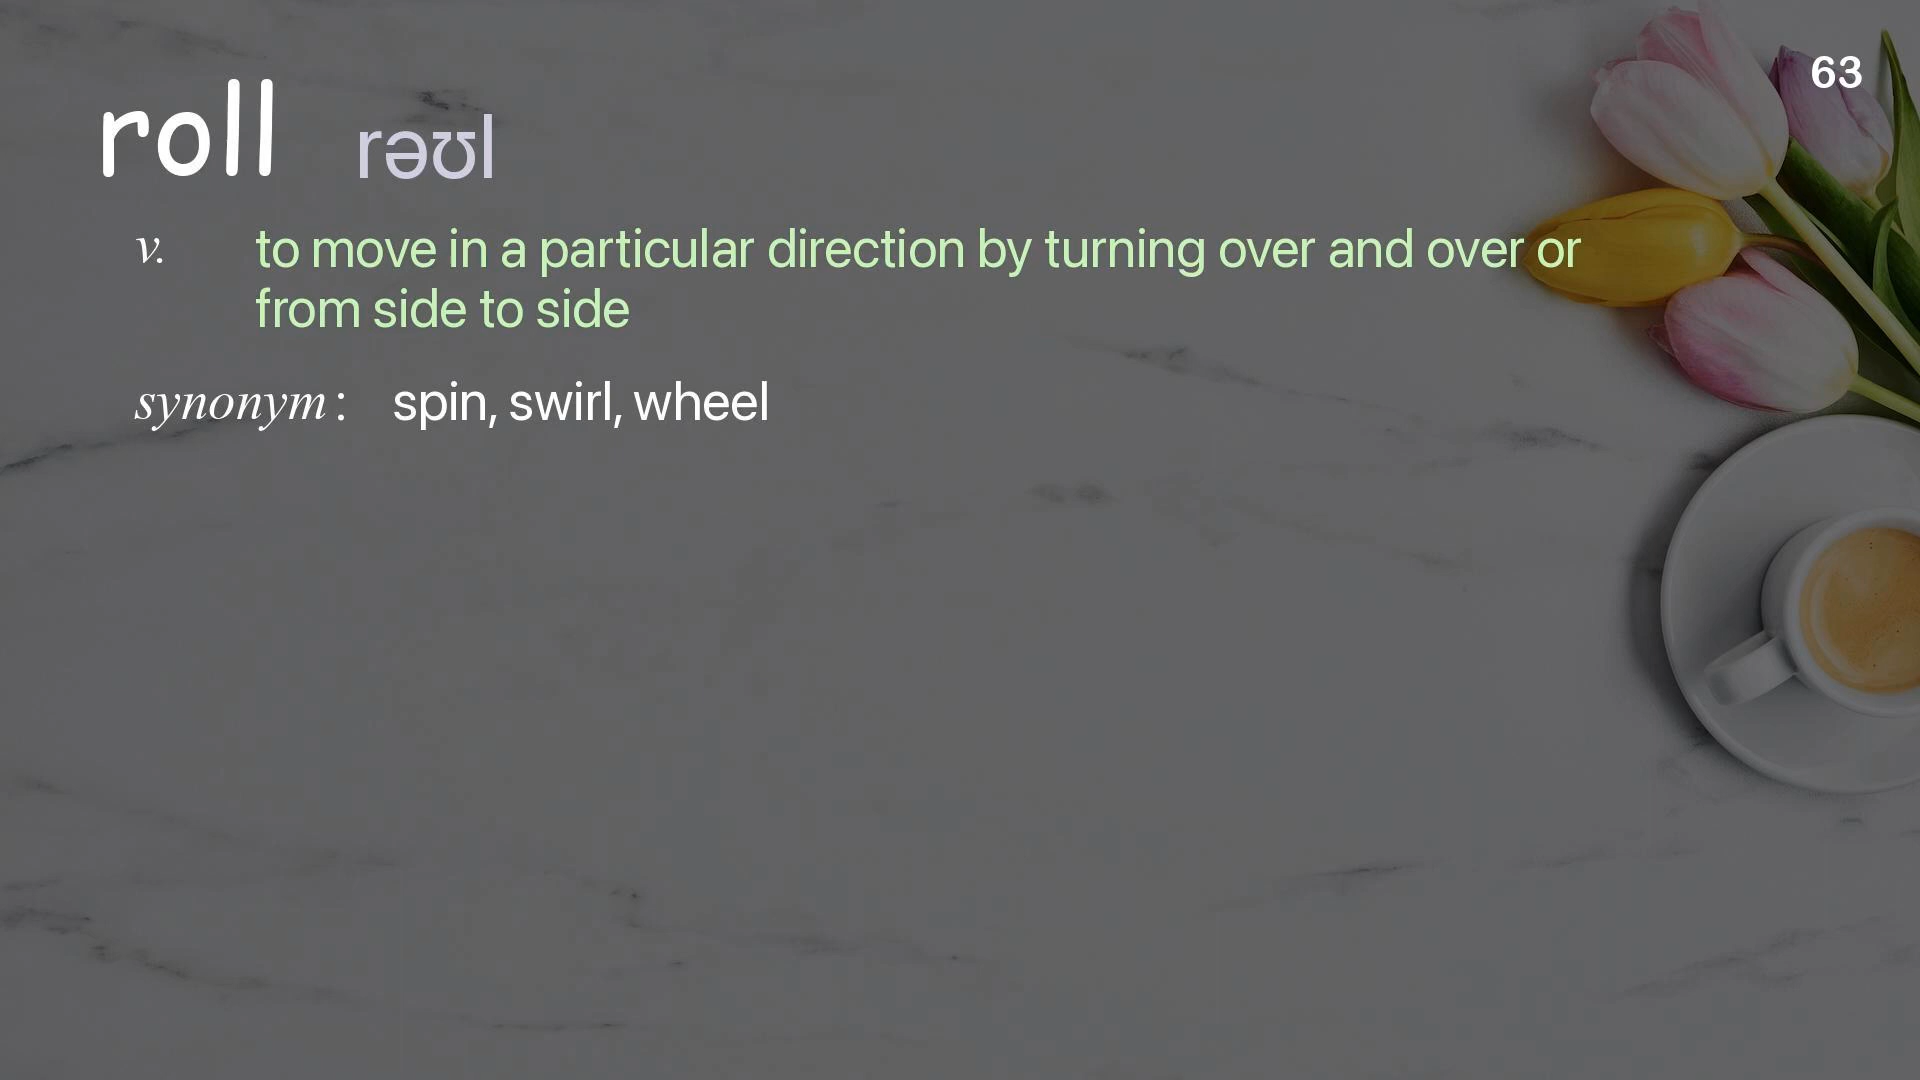 63
roll rəʊl
v. to move in a particular direction by turning over and over or
from side to side
synonym : spin, swirl, wheel